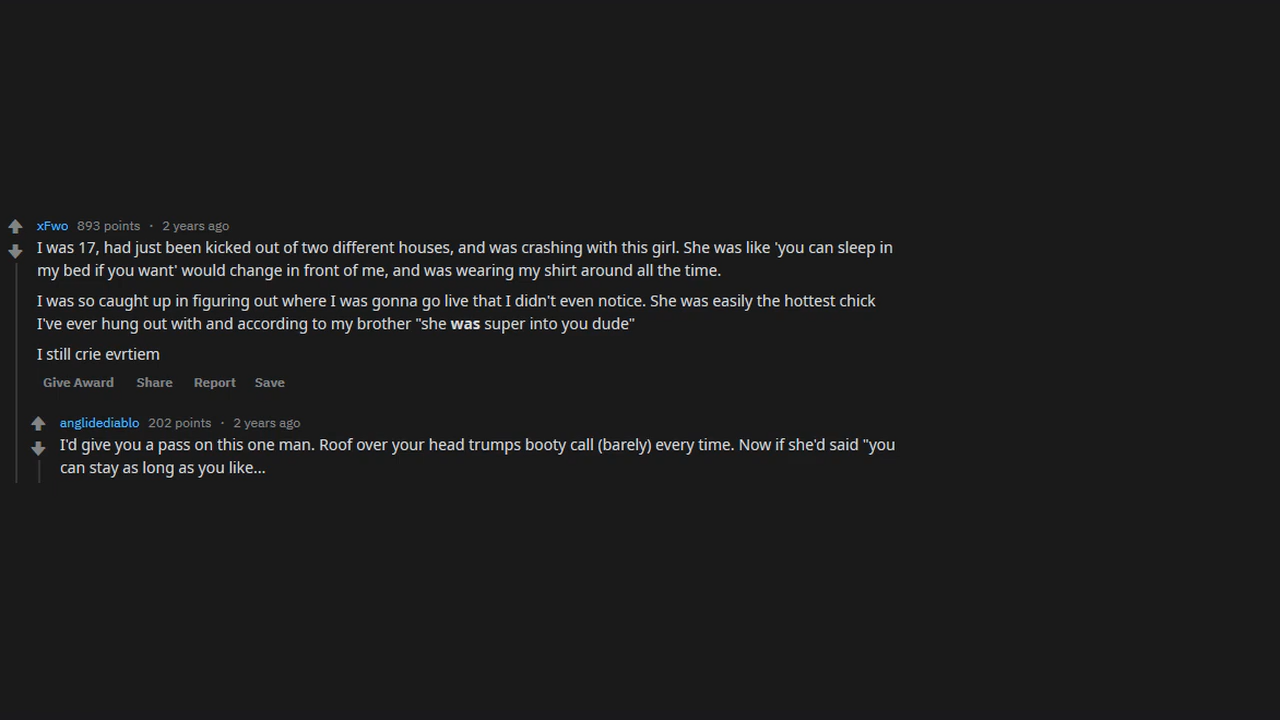 xFwo 893 points · 2 years ago
I was 17, had just been kicked out of two different houses, and was crashing with this girl. She was like 'you can sleep in
my bed if you want' would change in front of me, and was wearing my shirt around all the time.
I was so caught up in figuring out where I was gonna go live that I didn't even notice. She was easily the hottest chick
I've ever hung out with and according to my brother "she was super into you dude"
I still crie evrtiem
Give Award Share Report Save
anglidediablo 202 points · 2 years ago
I'd give you a pass on this one man. Roof over your head trumps booty call (barely) every time. Now if she'd said "you
can stay as long as you like...